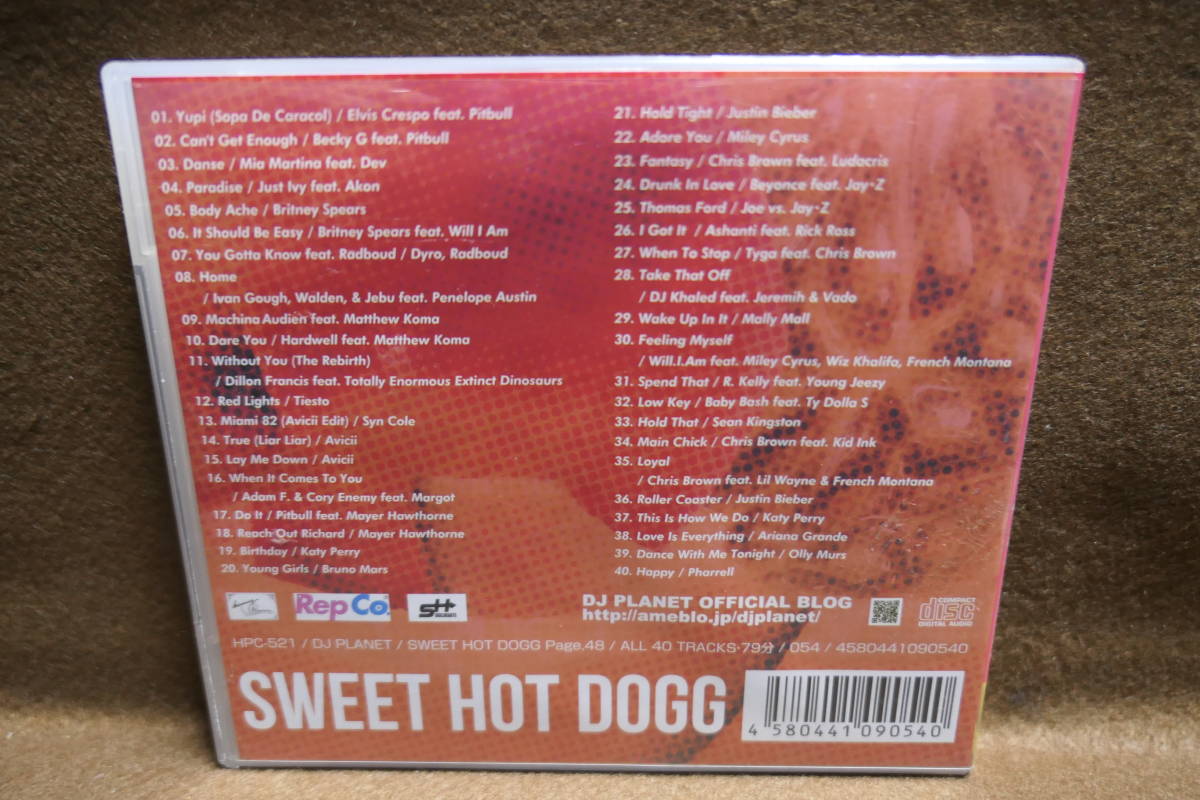 01. Yupi (Sopa De Caracol) / Elvis Crespo feat. Pitbull
02. Can't Get Enough / Becky G feat. Pitbull
03. Danse / Mia Martina feat. Dev
04. Paradise / Just Ivy feat. Akon
05. Body Ache / Britney Spears
06. It Should Be Easy / Britney Spears feat. Will I Am
07. You Gotta Know feat. Radboud / Dyro, Radboud
08. Home
/ Ivan Gough, Walden, & Jebu feat. Penelope Austin
09. Machina Audien feat. Matthew Koma
10. Dare You / Hardwell feat. Matthew Koma
11. Without You (The Rebirth)
/ Dillon Francis feat. Totally Enormous Extinct Dinosaurs
12. Red Lights / Tiesto
13. Miami 82 (Avicii Edit) / Syn Cole
14. True (Liar Liar) / Avicii
15. Lay Me Down / Avicii
16. When It Comes To You
/ Adam F. & Cory Enemy feat. Margot
17. Do It / Pitbull feat. Mayer Hawthorne
18. Reach Out Richard / Mayer Hawthorne
19. Birthday / Katy Perry
20. Young Girls / Bruno Mars
21. Hold Tight / Justin Bieber
22. Adore You / Miley Cyrus
23. Fantasy / Chris Brown feat. Ludacris
24. Drunk In Love / Beyonce feat. Jay-Z
25. Thomas Ford / Joe vs. Jay-Z
26. I Got It / Ashanti feat. Rick Ross
27. When To Stop / Tyga feat. Chris Brown
28. Take That Off
/ DJ Khaled feat. Jeremih & Vado
29. Wake Up In It / Mally Mall
30. Feeling Myself
/ Will.I.Am feat. Miley Cyrus, Wiz Khalifa, French Montana
31. Spend That / R. Kelly feat. Young Jeezy
32. Low Key / Baby Bash feat. Ty Dolla S
33. Hold That / Sean Kingston
34. Main Chick / Chris Brown feat. Kid Ink
35. Loyal
/ Chris Brown feat. Lil Wayne & French Montana
36. Roller Coaster / Justin Bieber
37. This Is How We Do / Katy Perry
38. Love Is Everything / Ariana Grande
39. Dance With Me Tonight / Olly Murs
40. Happy / Pharrell
RepCo.
SH
DJ PLANET OFFICIAL BLOG
http://ameblo.jp/djplanet/
COMPACT
disc
DIGITAL AUDIO
HPC-521 / DJ PLANET / SWEET HOT DOGG Page.48 / ALL 40 TRACKS・79分 / 054 / 4580441090540
SWEET HOT DOGG
4 580441 090540